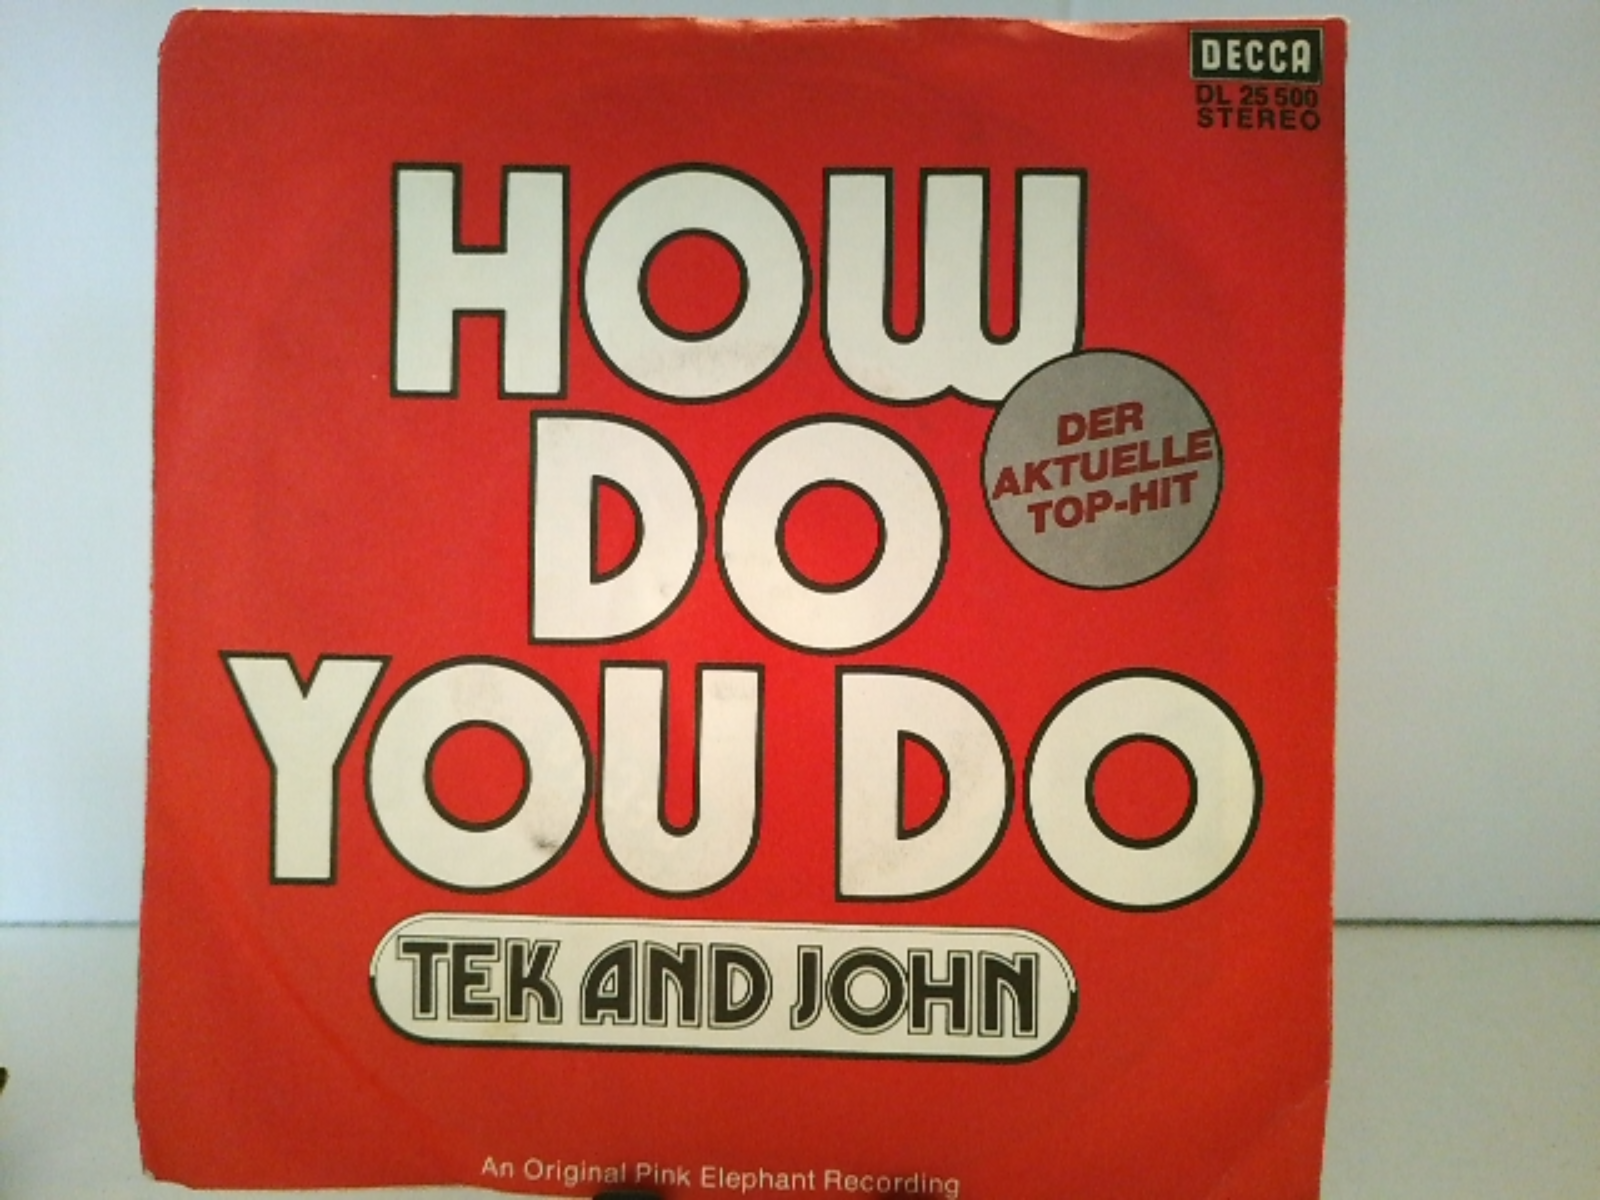 DECCA
DL 25 500
STEREO
HOW
DO
YOU DO
DER
AKTUELLE
TOP-HIT
TEK AND JOHN
An Original Pink Elephant Recording